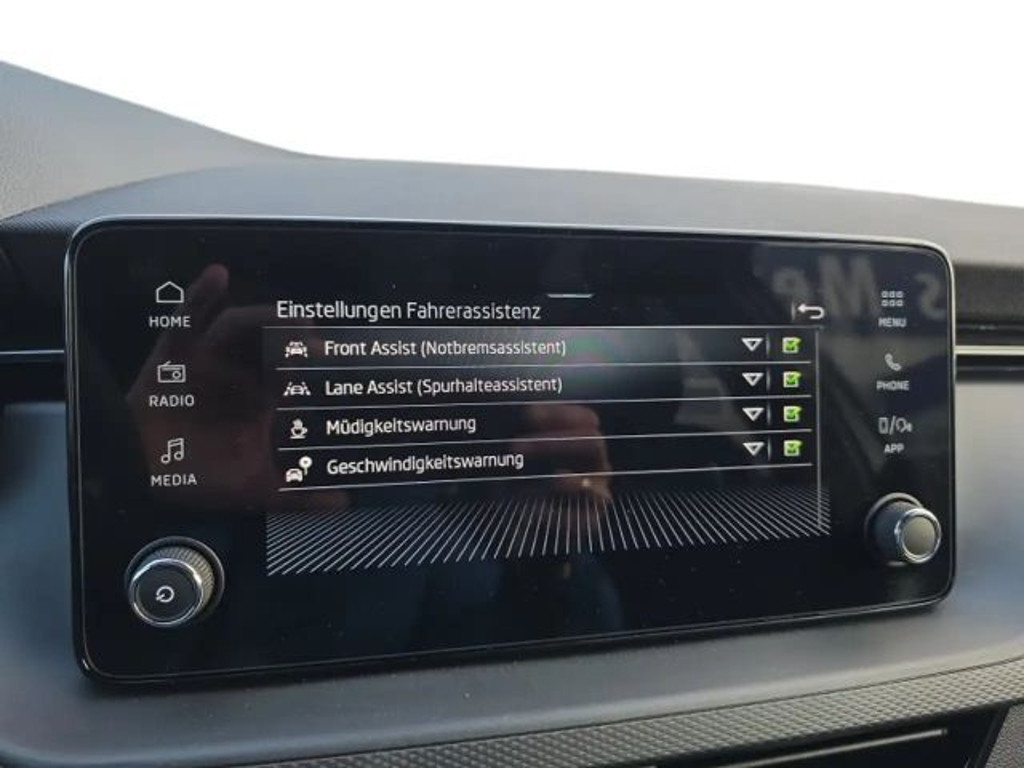 HOME
RADIO
MEDIA
Einstellungen Fahrerassistenz
Front Assist (Notbremsassistent)
Lane Assist (Spurhalteassistent)
Müdigkeitswarnung
Geschwindigkeitswarnung
MENU
PHONE
APP